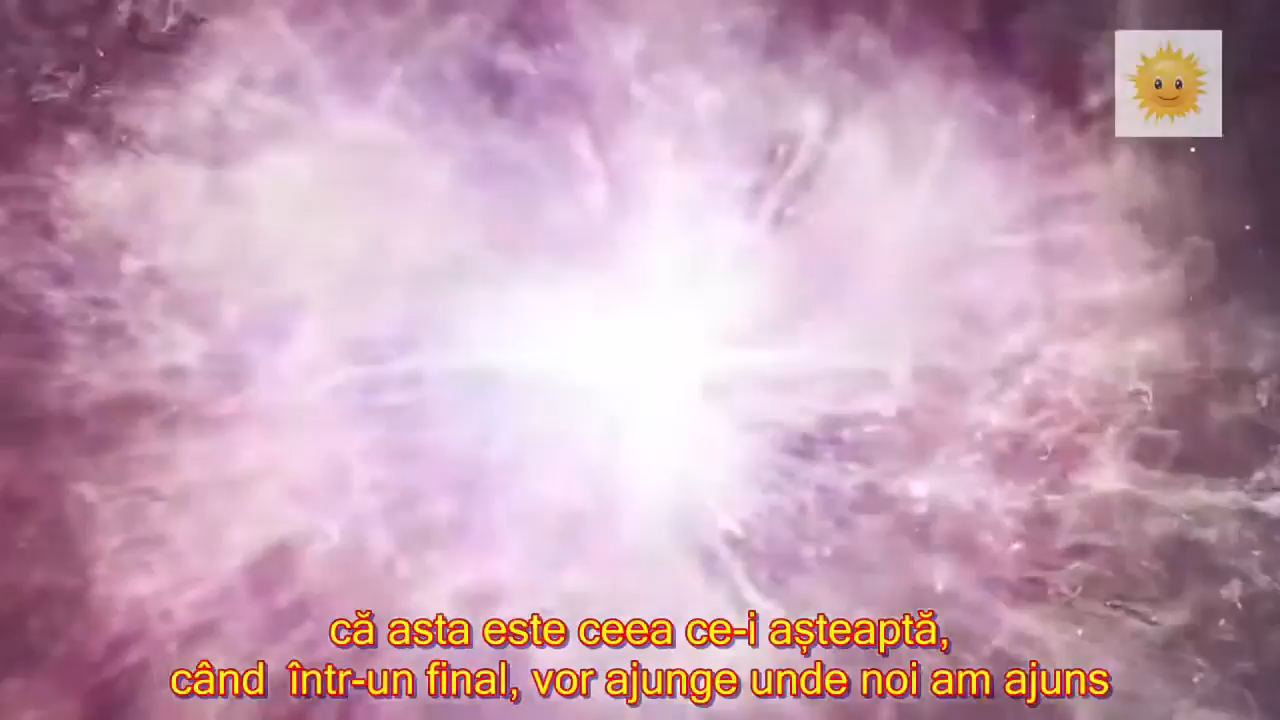 că asta este ceea ce-i așteaptă,
când  într-un final, vor ajunge unde noi am ajuns